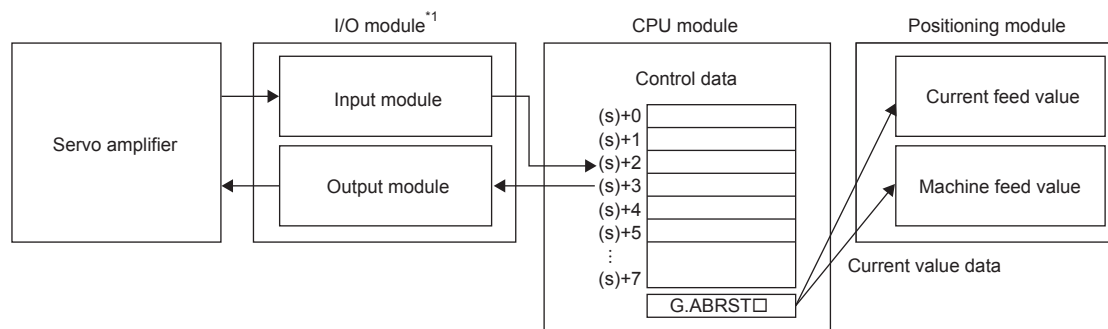 I/O module*1
CPU module
Positioning module
Servo amplifier
Input module
Output module
Control data
(s)+0
(s)+1
(s)+2
(s)+3
(s)+4
(s)+5
⋮
(s)+7
G.ABRST□
Current feed value
Machine feed value
Current value data